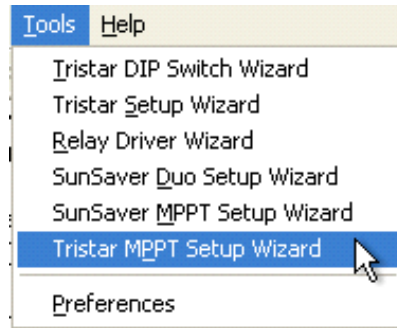 Tools Help
Tristar DIP Switch Wizard
Tristar Setup Wizard
Relay Driver Wizard
SunSaver Duo Setup Wizard
SunSaver MPPT Setup Wizard
Tristar MPPT Setup Wizard
Preferences